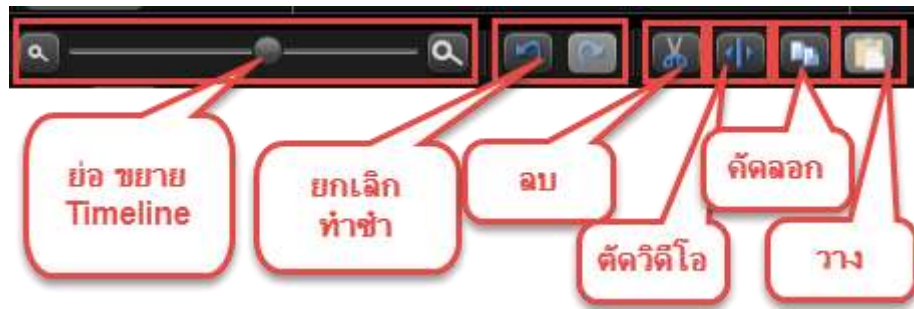 ย่อ ขยาย
Timeline
ยกเลิก
ทำซ้ำ
ลบ
ตัดวิดีโอ
คัดลอก
วาง